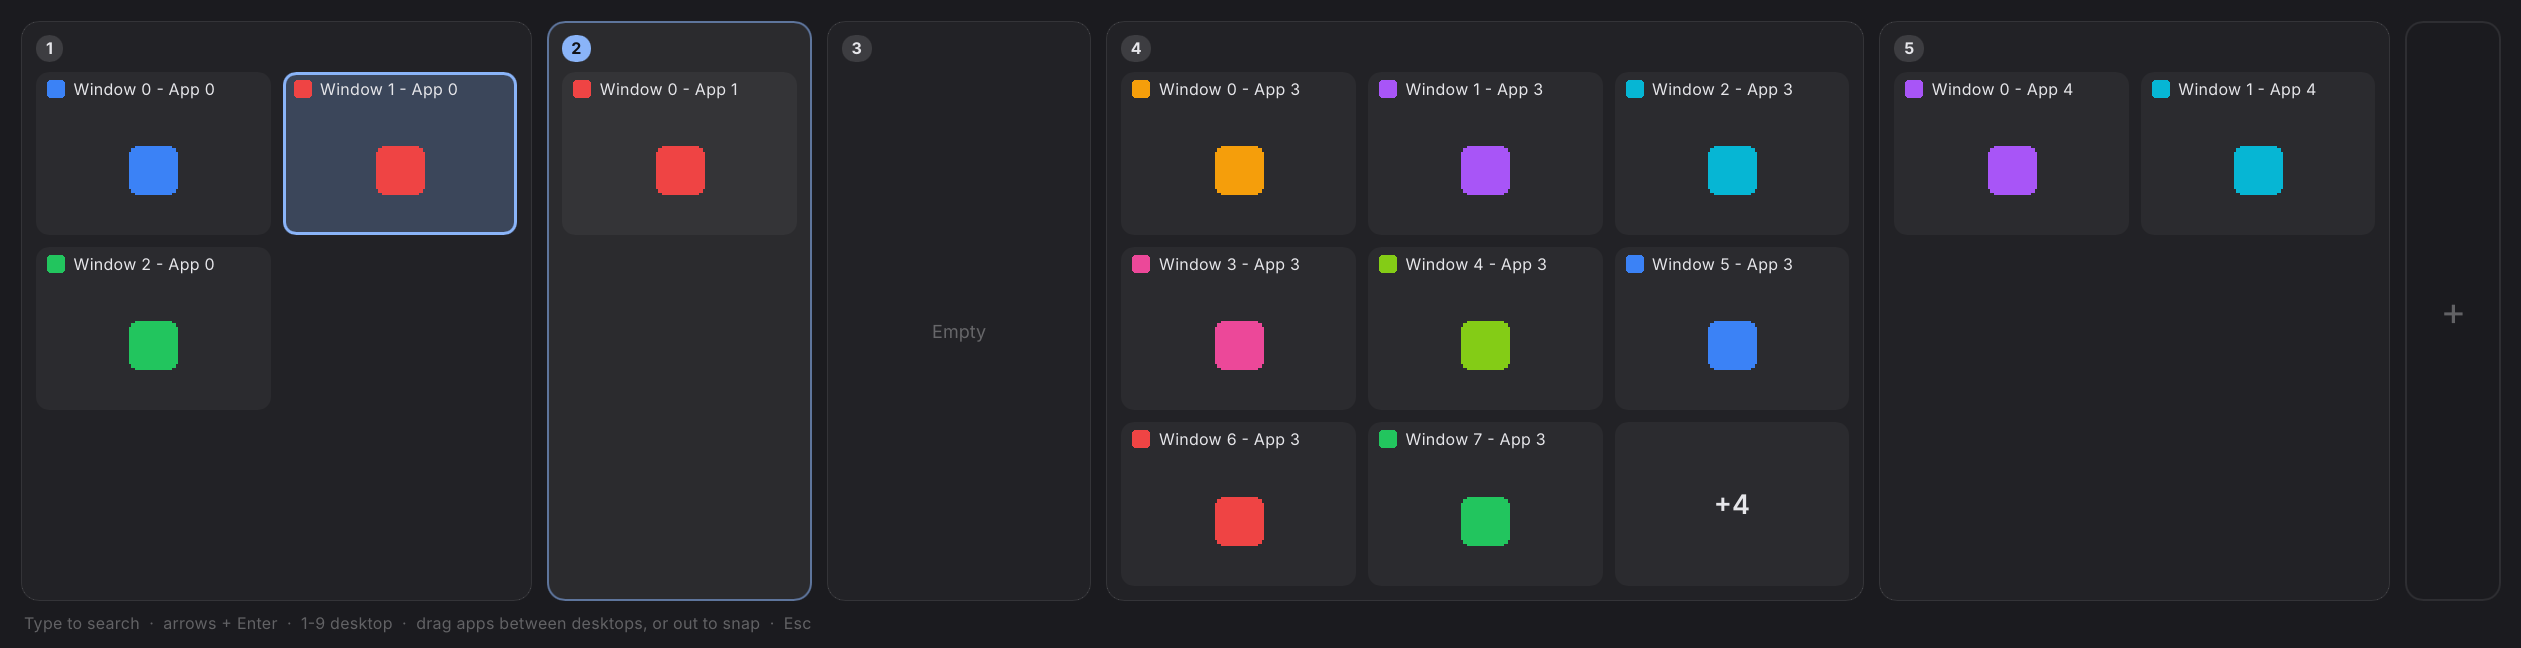 1
Window 0 - App 0
Window 1 - App 0
Window 2 - App 0
2
Window 0 - App 1
3
Empty
4
Window 0 - App 3
Window 1 - App 3
Window 2 - App 3
Window 3 - App 3
Window 4 - App 3
Window 5 - App 3
Window 6 - App 3
Window 7 - App 3
+4
5
Window 0 - App 4
Window 1 - App 4
+
Type to search · arrows + Enter · 1-9 desktop · drag apps between desktops, or out to snap · Esc